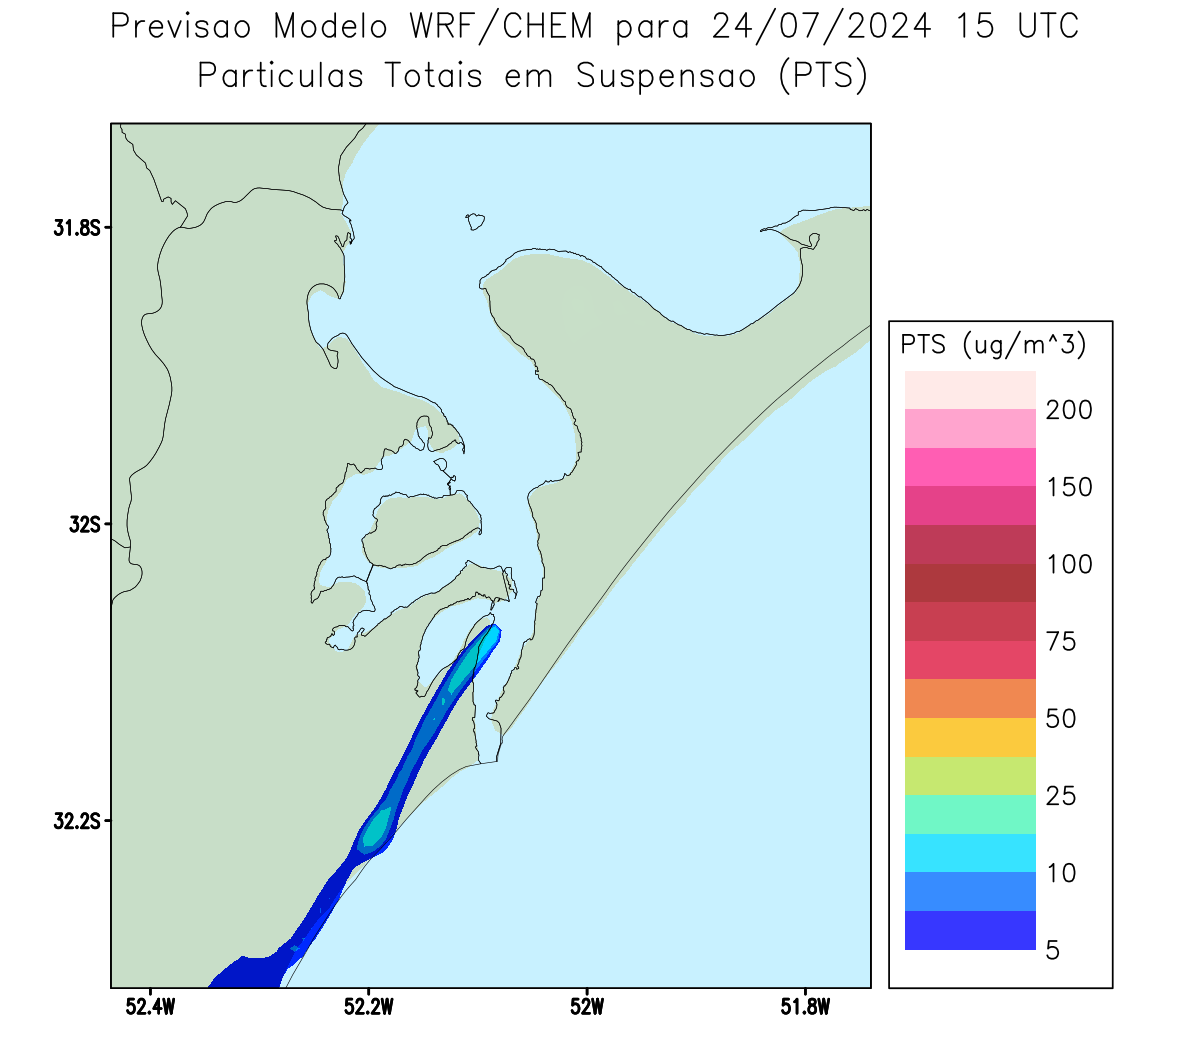 Previsao Modelo WRF/CHEM para 24/07/2024 15 UTC
Particulas Totais em Suspensao (PTS)
31.8S
32S
32.2S
52.4W
52.2W
52W
51.8W
PTS (ug/m^3)
200
150
100
75
50
25
10
5